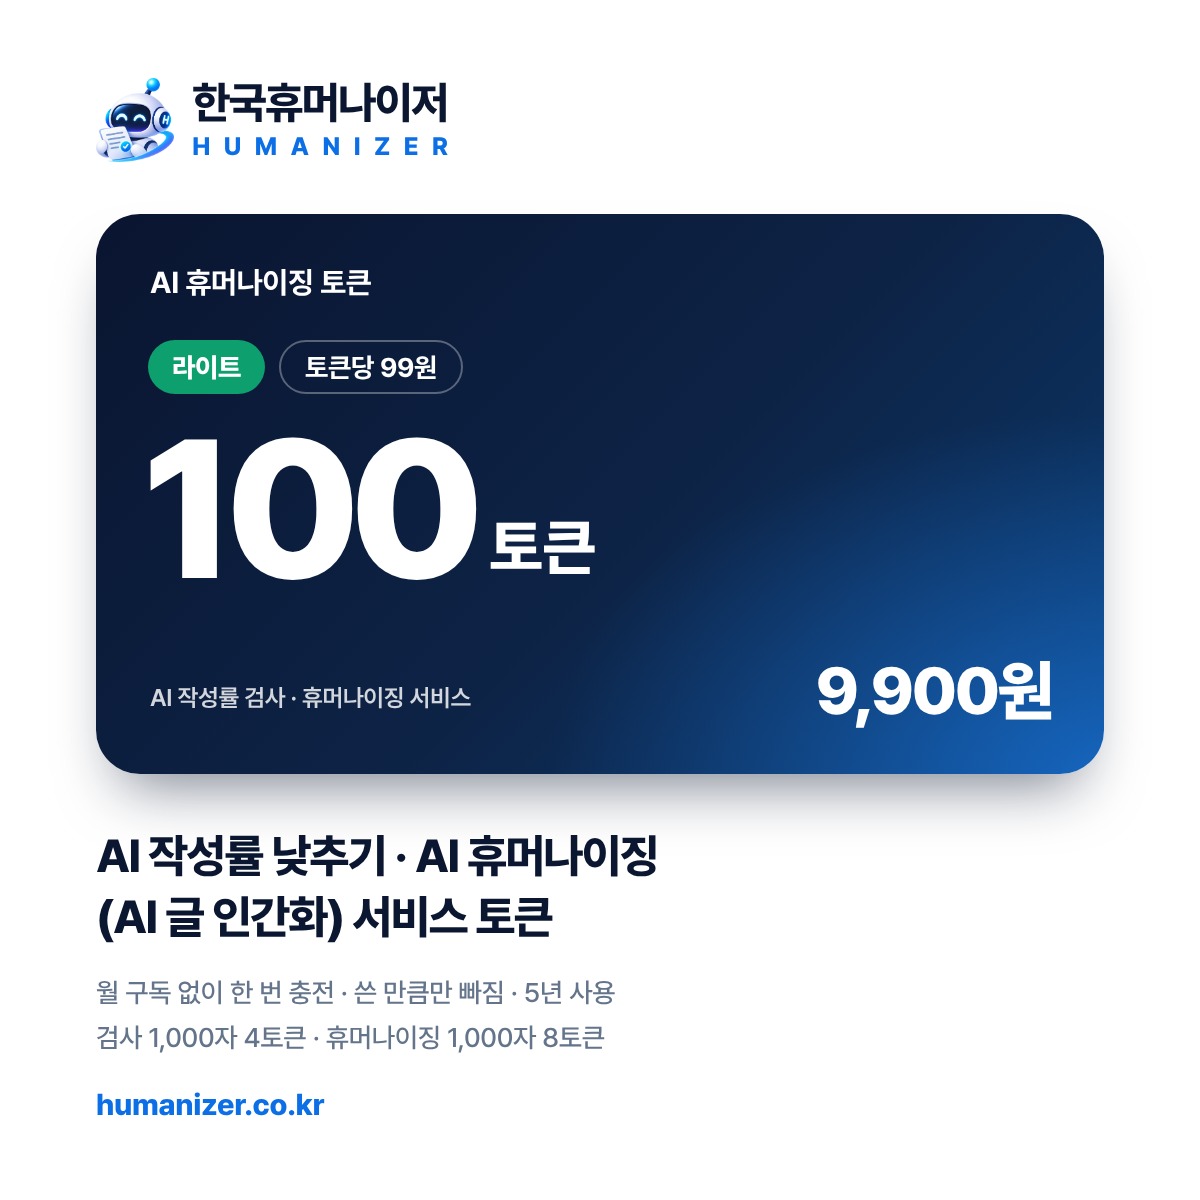 한국휴머나이저
HUMANIZER
AI 휴머나이징 토큰
라이트 토큰당 99원
100 토큰
AI 작성률 검사 · 휴머나이징 서비스
9,900원
AI 작성률 낮추기 · AI 휴머나이징
(AI 글 인간화) 서비스 토큰
월 구독 없이 한 번 충전 · 쓴 만큼만 빠짐 · 5년 사용
검사 1,000자 4토큰 · 휴머나이징 1,000자 8토큰
humanizer.co.kr